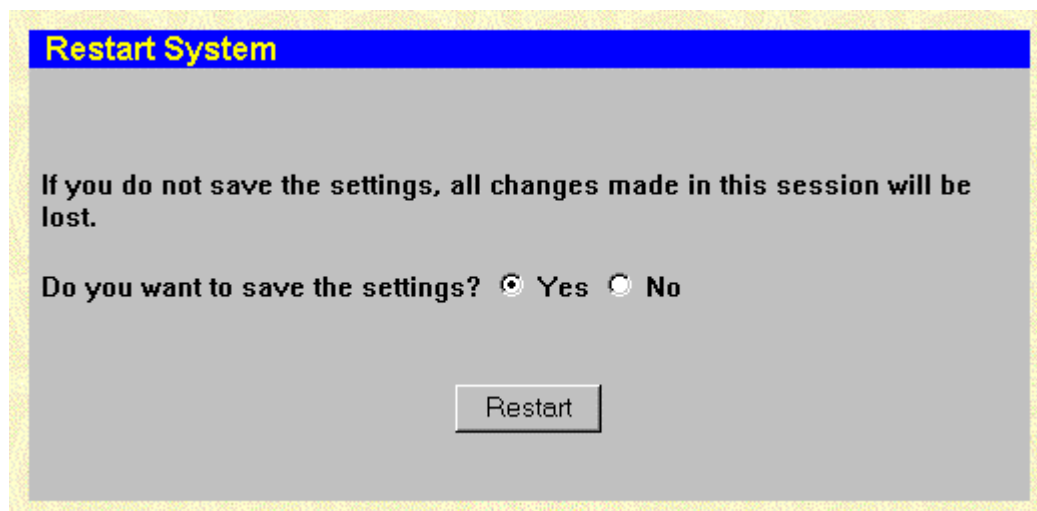 Restart System
If you do not save the settings, all changes made in this session will be
lost.
Do you want to save the settings? Yes No
Restart